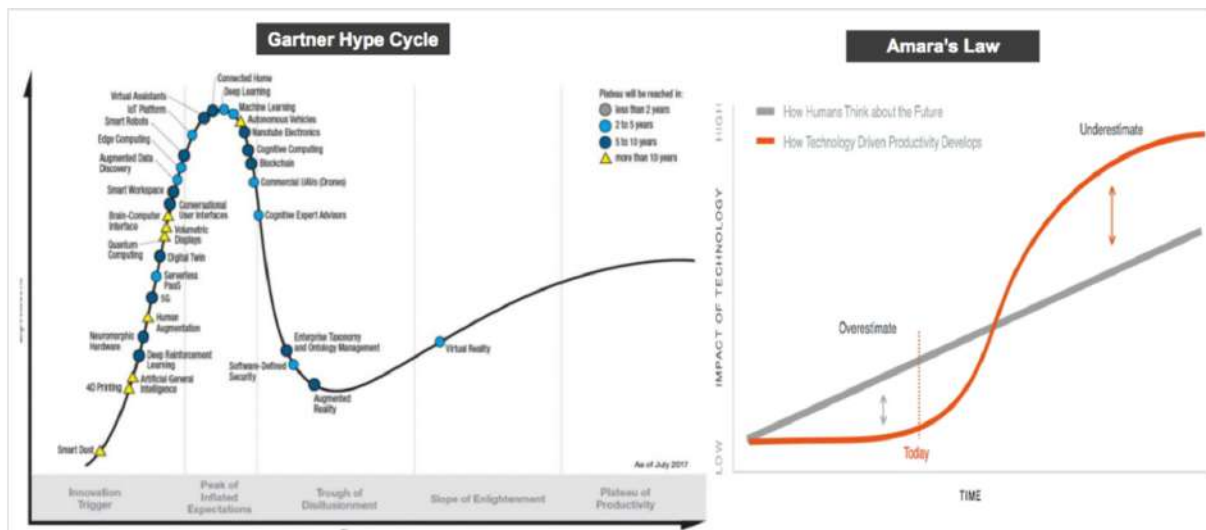 Gartner Hype Cycle
Connected Home
Deep Learning
Virtual Assistants
IoT Platform
Machine Learning
Smart Robots
Autonomous Vehicles
Nanotube Electronics
Edge Computing
Cognitive Computing
Augmented Data
Discovery
Blockchain
Smart Workspace
Commercial UAVs (Drones)
Conversational
User Interfaces
Brain-Computer
Interface
Cognitive Expert Advisors
Volumetric
Displays
Quantum
Computing
Digital Twin
Serverless
PaaS
5G
Human
Augmentation
Neuromorphic
Hardware
Deep Reinforcement
Learning
Artificial General
Intelligence
4D Printing
Smart Dust
Enterprise Taxonomy
and Ontology Management
Software-Defined
Security
Augmented
Reality
Virtual Reality
Plateau will be reached in:
less than 2 years
2 to 5 years
5 to 10 years
more than 10 years
As of July 2017
Innovation
Trigger
Peak of
Inflated
Expectations
Trough of
Disillusionment
Slope of Enlightenment
Plateau of
Productivity
Amara's Law
How Humans Think about the Future
How Technology Driven Productivity Develops
HIGH
IMPACT OF TECHNOLOGY
LOW
Underestimate
Overestimate
Today
TIME